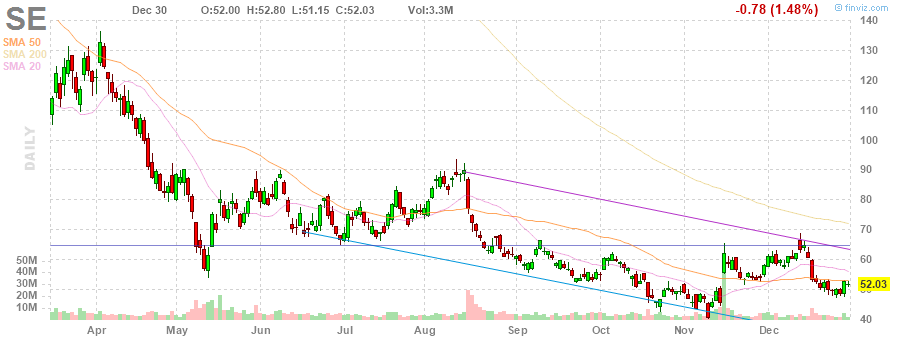 SE Dec 30 O:52.00 H:52.80 L:51.15 C:52.03 Vol:3.3M -0.78 (1.48%) © finviz.com
SMA 50
SMA 200
SMA 20
DAILY
140
130
120
110
100
90
80
70
60
52.03
50
40
50M
40M
30M
20M
10M
Apr May Jun Jul Aug Sep Oct Nov Dec